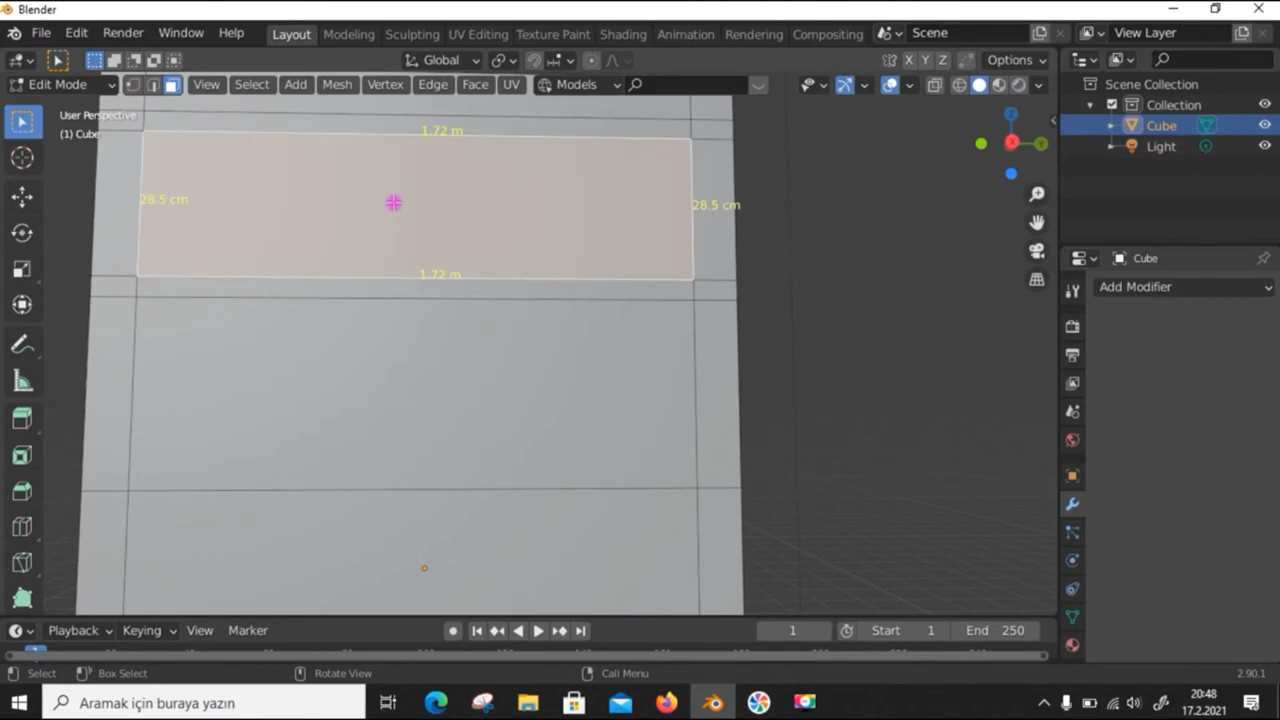 Blender
File Edit Render Window Help Layout Modeling Sculpting UV Editing Texture Paint Shading Animation Rendering Compositing Scene View Layer
Global X Y Z Options
Edit Mode View Select Add Mesh Vertex Edge Face UV Models
Scene Collection
Collection
Cube
Light
User Perspective
(1) Cube
1.72 m
28.5 cm
28.5 cm
1.72 m
X Y Z
Cube
Add Modifier
Playback Keying View Marker 1 Start 1 End 250
Select Box Select Rotate View Call Menu 2.90.1
Aramak için buraya yazın
20:48
17.2.2021